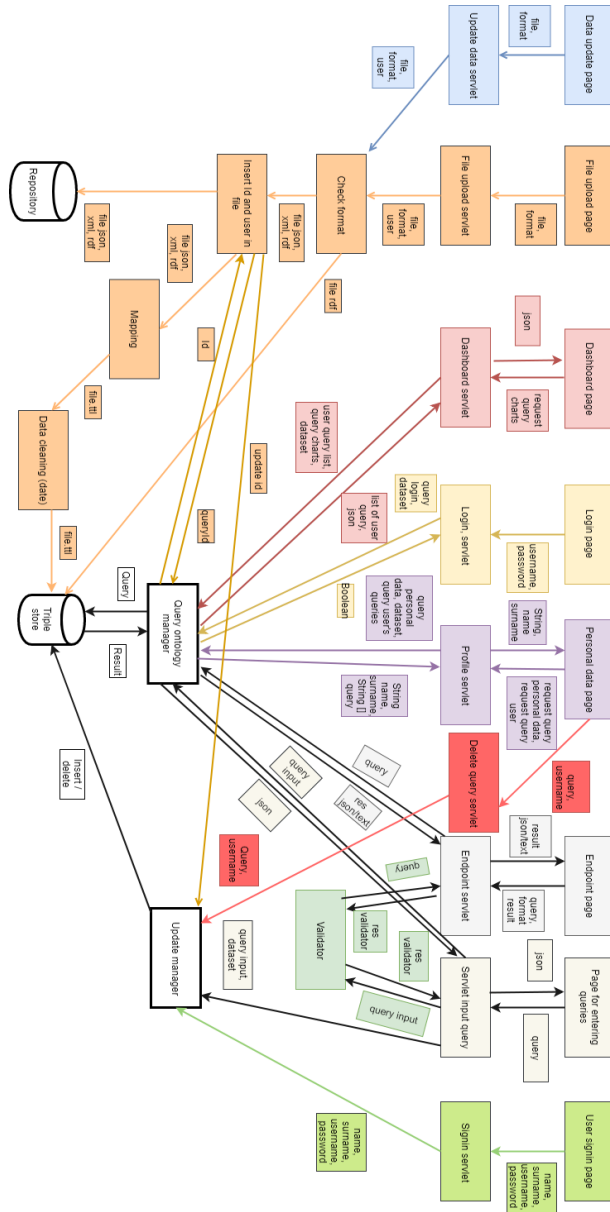 Data update page
File upload page
Dashboard page
Login page
Personal data page
Endpoint page
Page for entering
queries
User signin page
file,
format
file,
format
json
request
query
charts
username,
password
String,
name
surname
request query
personal data,
request query
user
query,
username
result
json/text
query,
format
result
json
query
name,
surname,
username,
password
Update data servlet
File upload servlet
Dashboard servlet
Login, servlet
Profile servlet
Delete query servlet
Endpoint servlet
Servlet input query
Signin servlet
file,
format,
user
file,
format,
user
query
login,
dataset
list of user
query,
json
user query list,
query charts,
dataset
Boolean
query
personal
data, dataset,
query user's
queries
String
surname,
name,
String []
query
query
res
json/text
query
input
json
query
res
validator
res
validator
query input
Validator
name,
surname,
username,
password
Check format
file json,
xml, rdf
file rdf
Insert Id and user in
file
file json,
xml, rdf
file json,
xml, rdf
Id
update id
queryId
Mapping
file.ttl
Data cleaning (date)
file.ttl
Repository
Query ontology
manager
Query
Result
Triple
store
Insert /
delete
Query,
username
query input,
dataset
Update manager